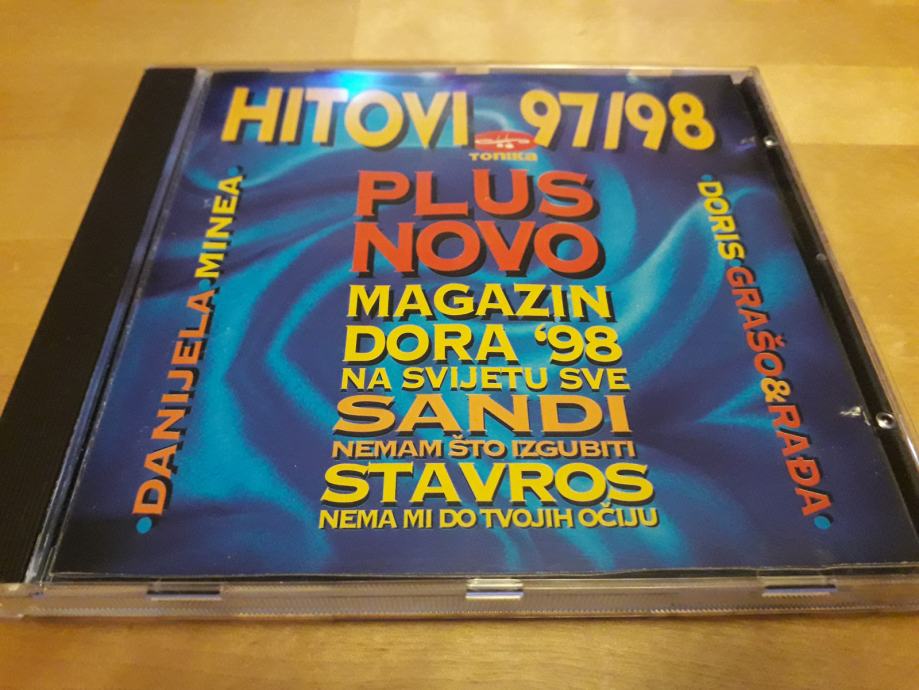 HITOVI 97/98
TONIKA
PLUS
NOVO
MAGAZIN
DORA '98
NA SVIJETU SVE
SANDI
NEMAM ŠTO IZGUBITI
STAVROS
NEMA MI DO TVOJIH OČIJU
•DANIJELA•MINEA•
•DORIS•GRAŠO&RAĐA•